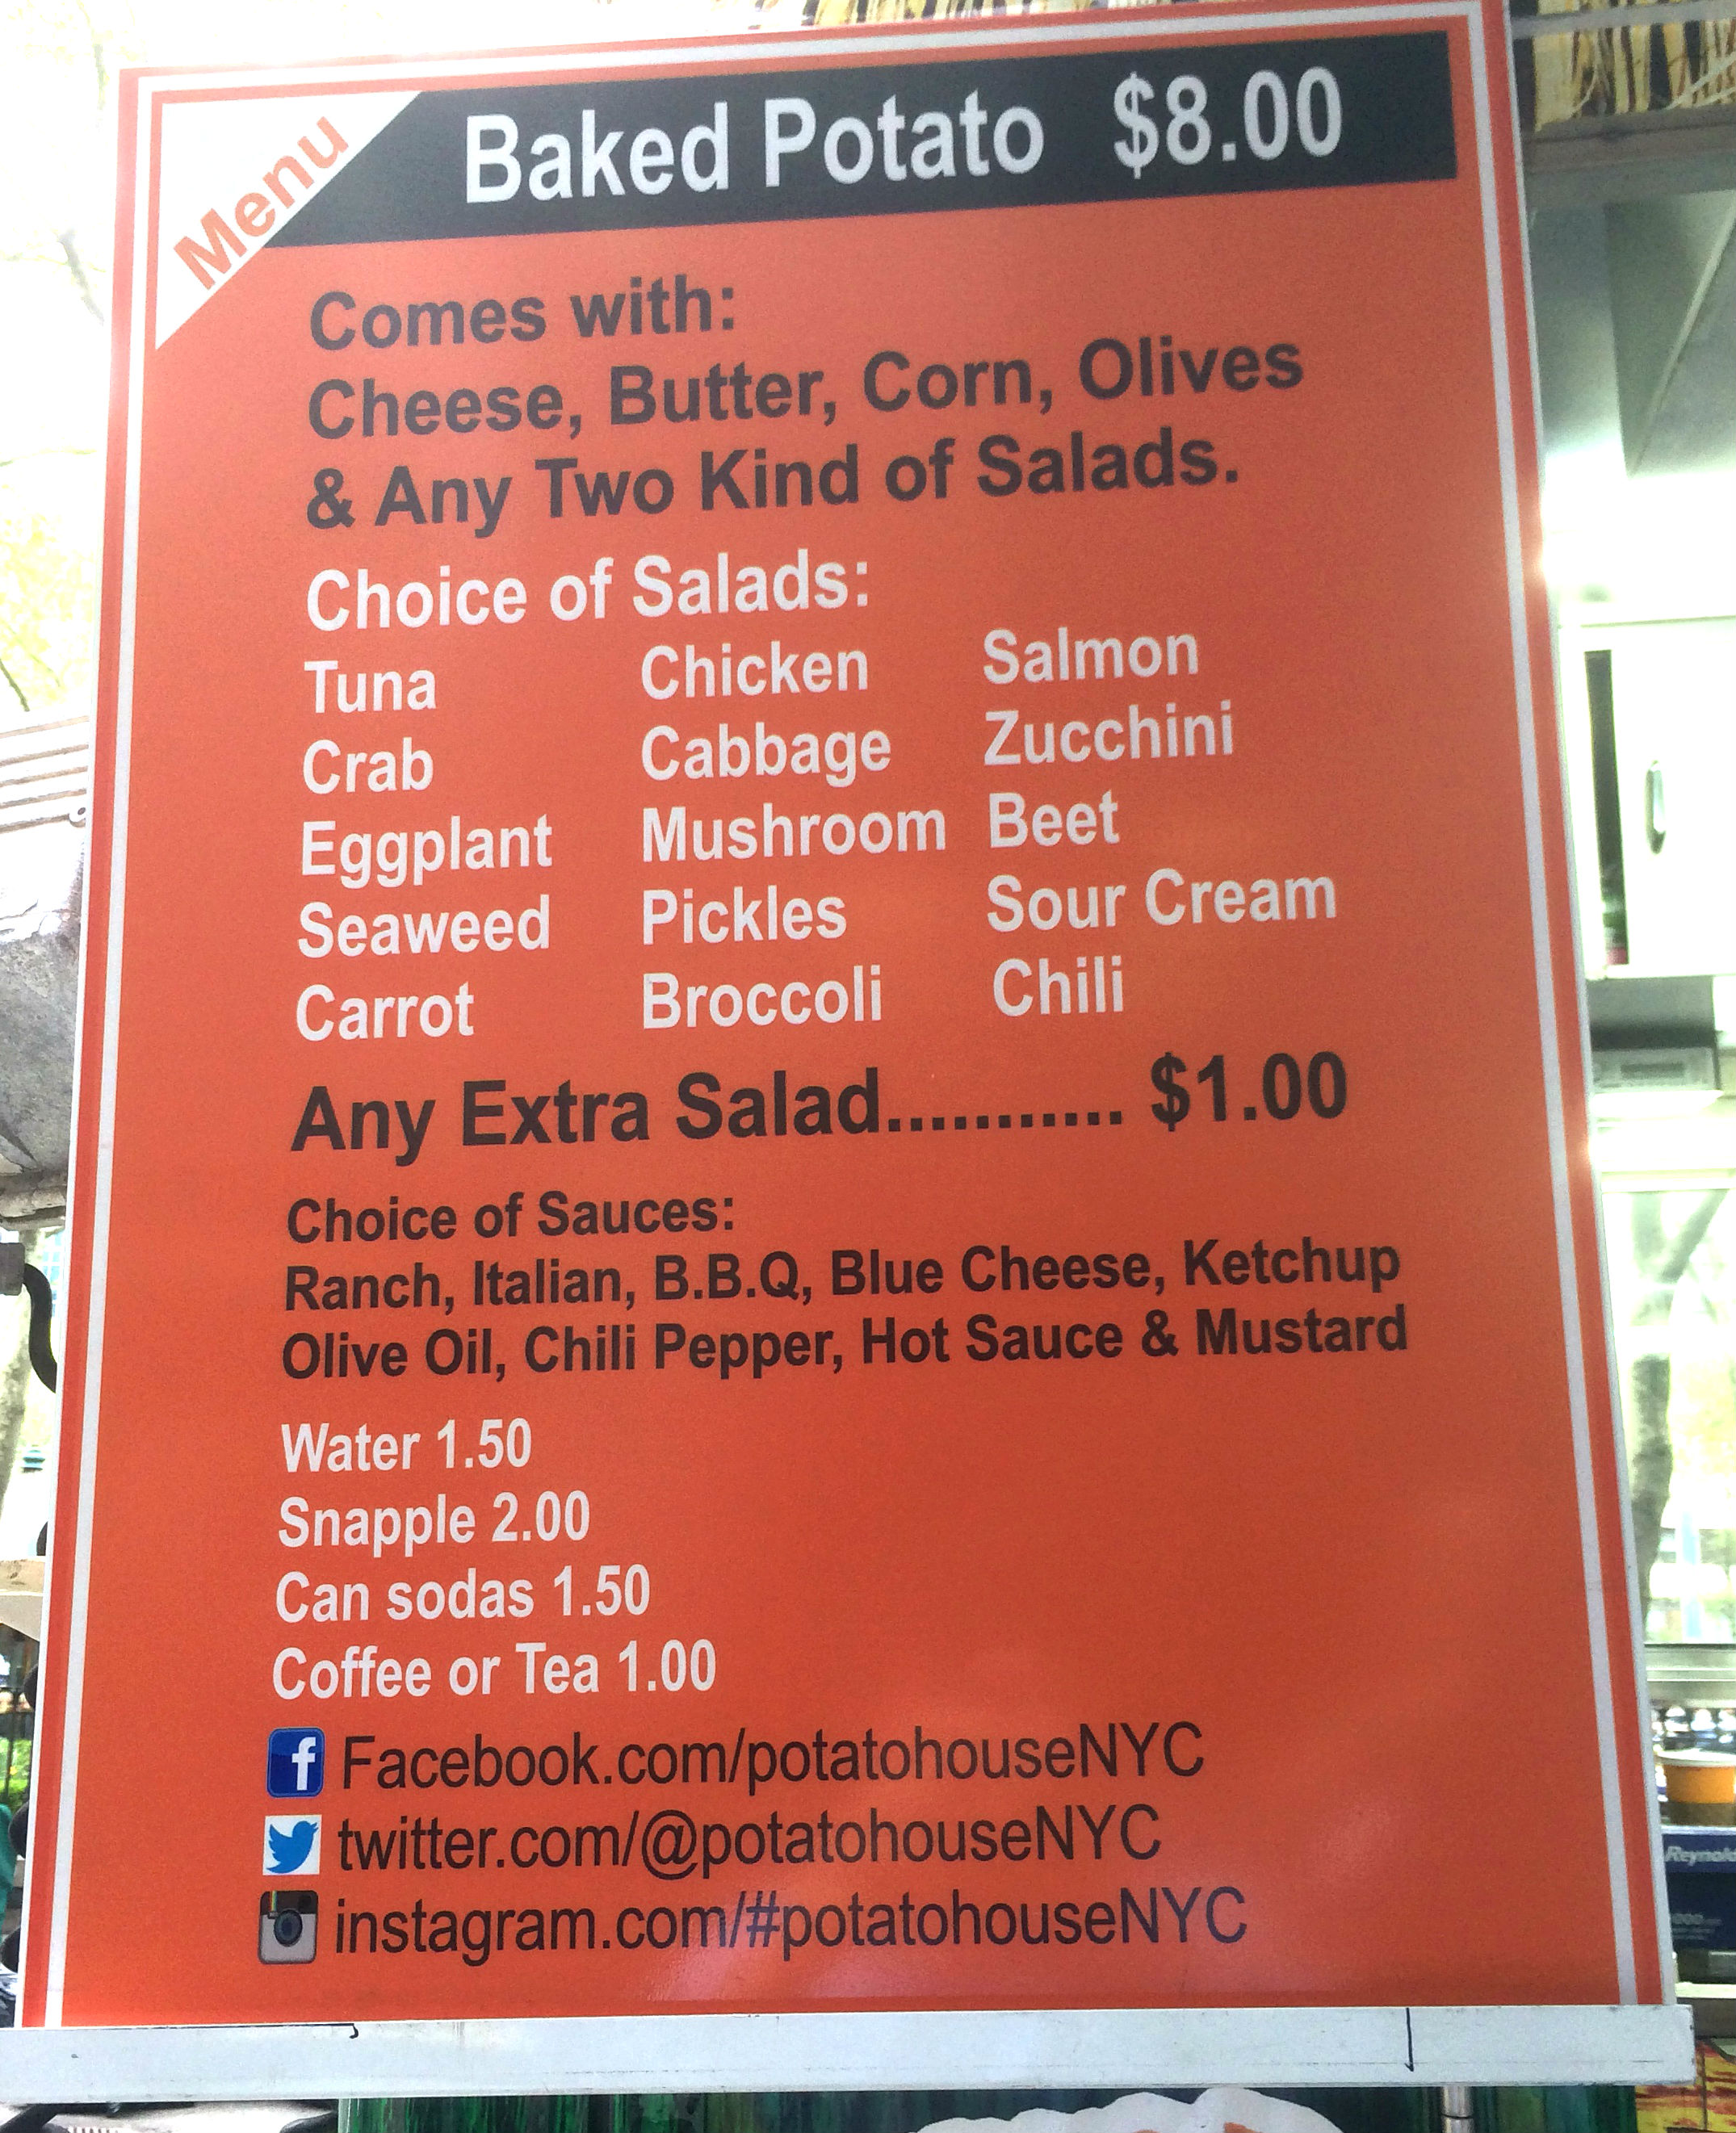 Menu
Baked Potato $8.00
Comes with:
Cheese, Butter, Corn, Olives
& Any Two Kind of Salads.
Choice of Salads:
Tuna Chicken Salmon
Crab Cabbage Zucchini
Eggplant Mushroom Beet
Seaweed Pickles Sour Cream
Carrot Broccoli Chili
Any Extra Salad........... $1.00
Choice of Sauces:
Ranch, Italian, B.B.Q, Blue Cheese, Ketchup
Olive Oil, Chili Pepper, Hot Sauce & Mustard
Water 1.50
Snapple 2.00
Can sodas 1.50
Coffee or Tea 1.00
f Facebook.com/potatohouseNYC
twitter.com/@potatohouseNYC
instagram.com/#potatohouseNYC